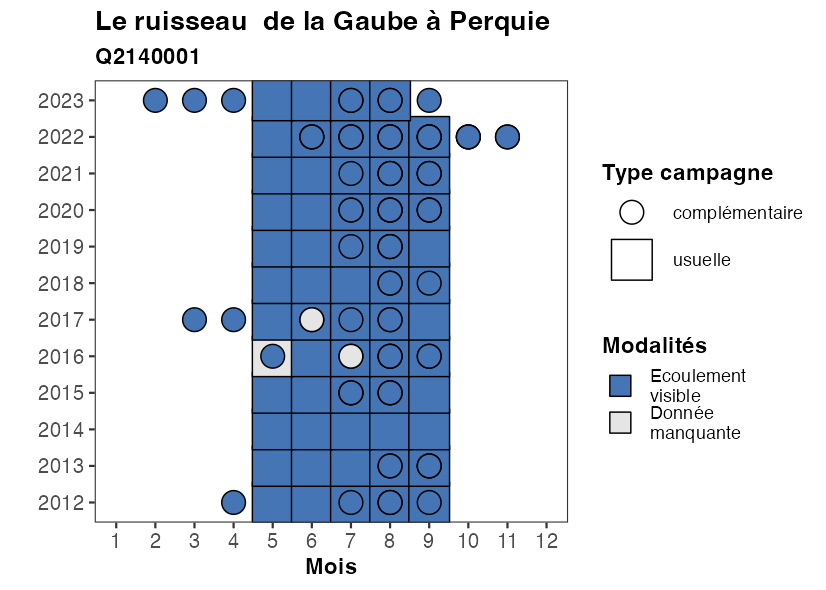 Le ruisseau  de la Gaube à Perquie
Q2140001
2023
2022
2021
2020
2019
2018
2017
2016
2015
2014
2013
2012
1 2 3 4 5 6 7 8 9 10 11 12
Mois
Type campagne
complémentaire
usuelle
Modalités
Ecoulement
visible
Donnée
manquante